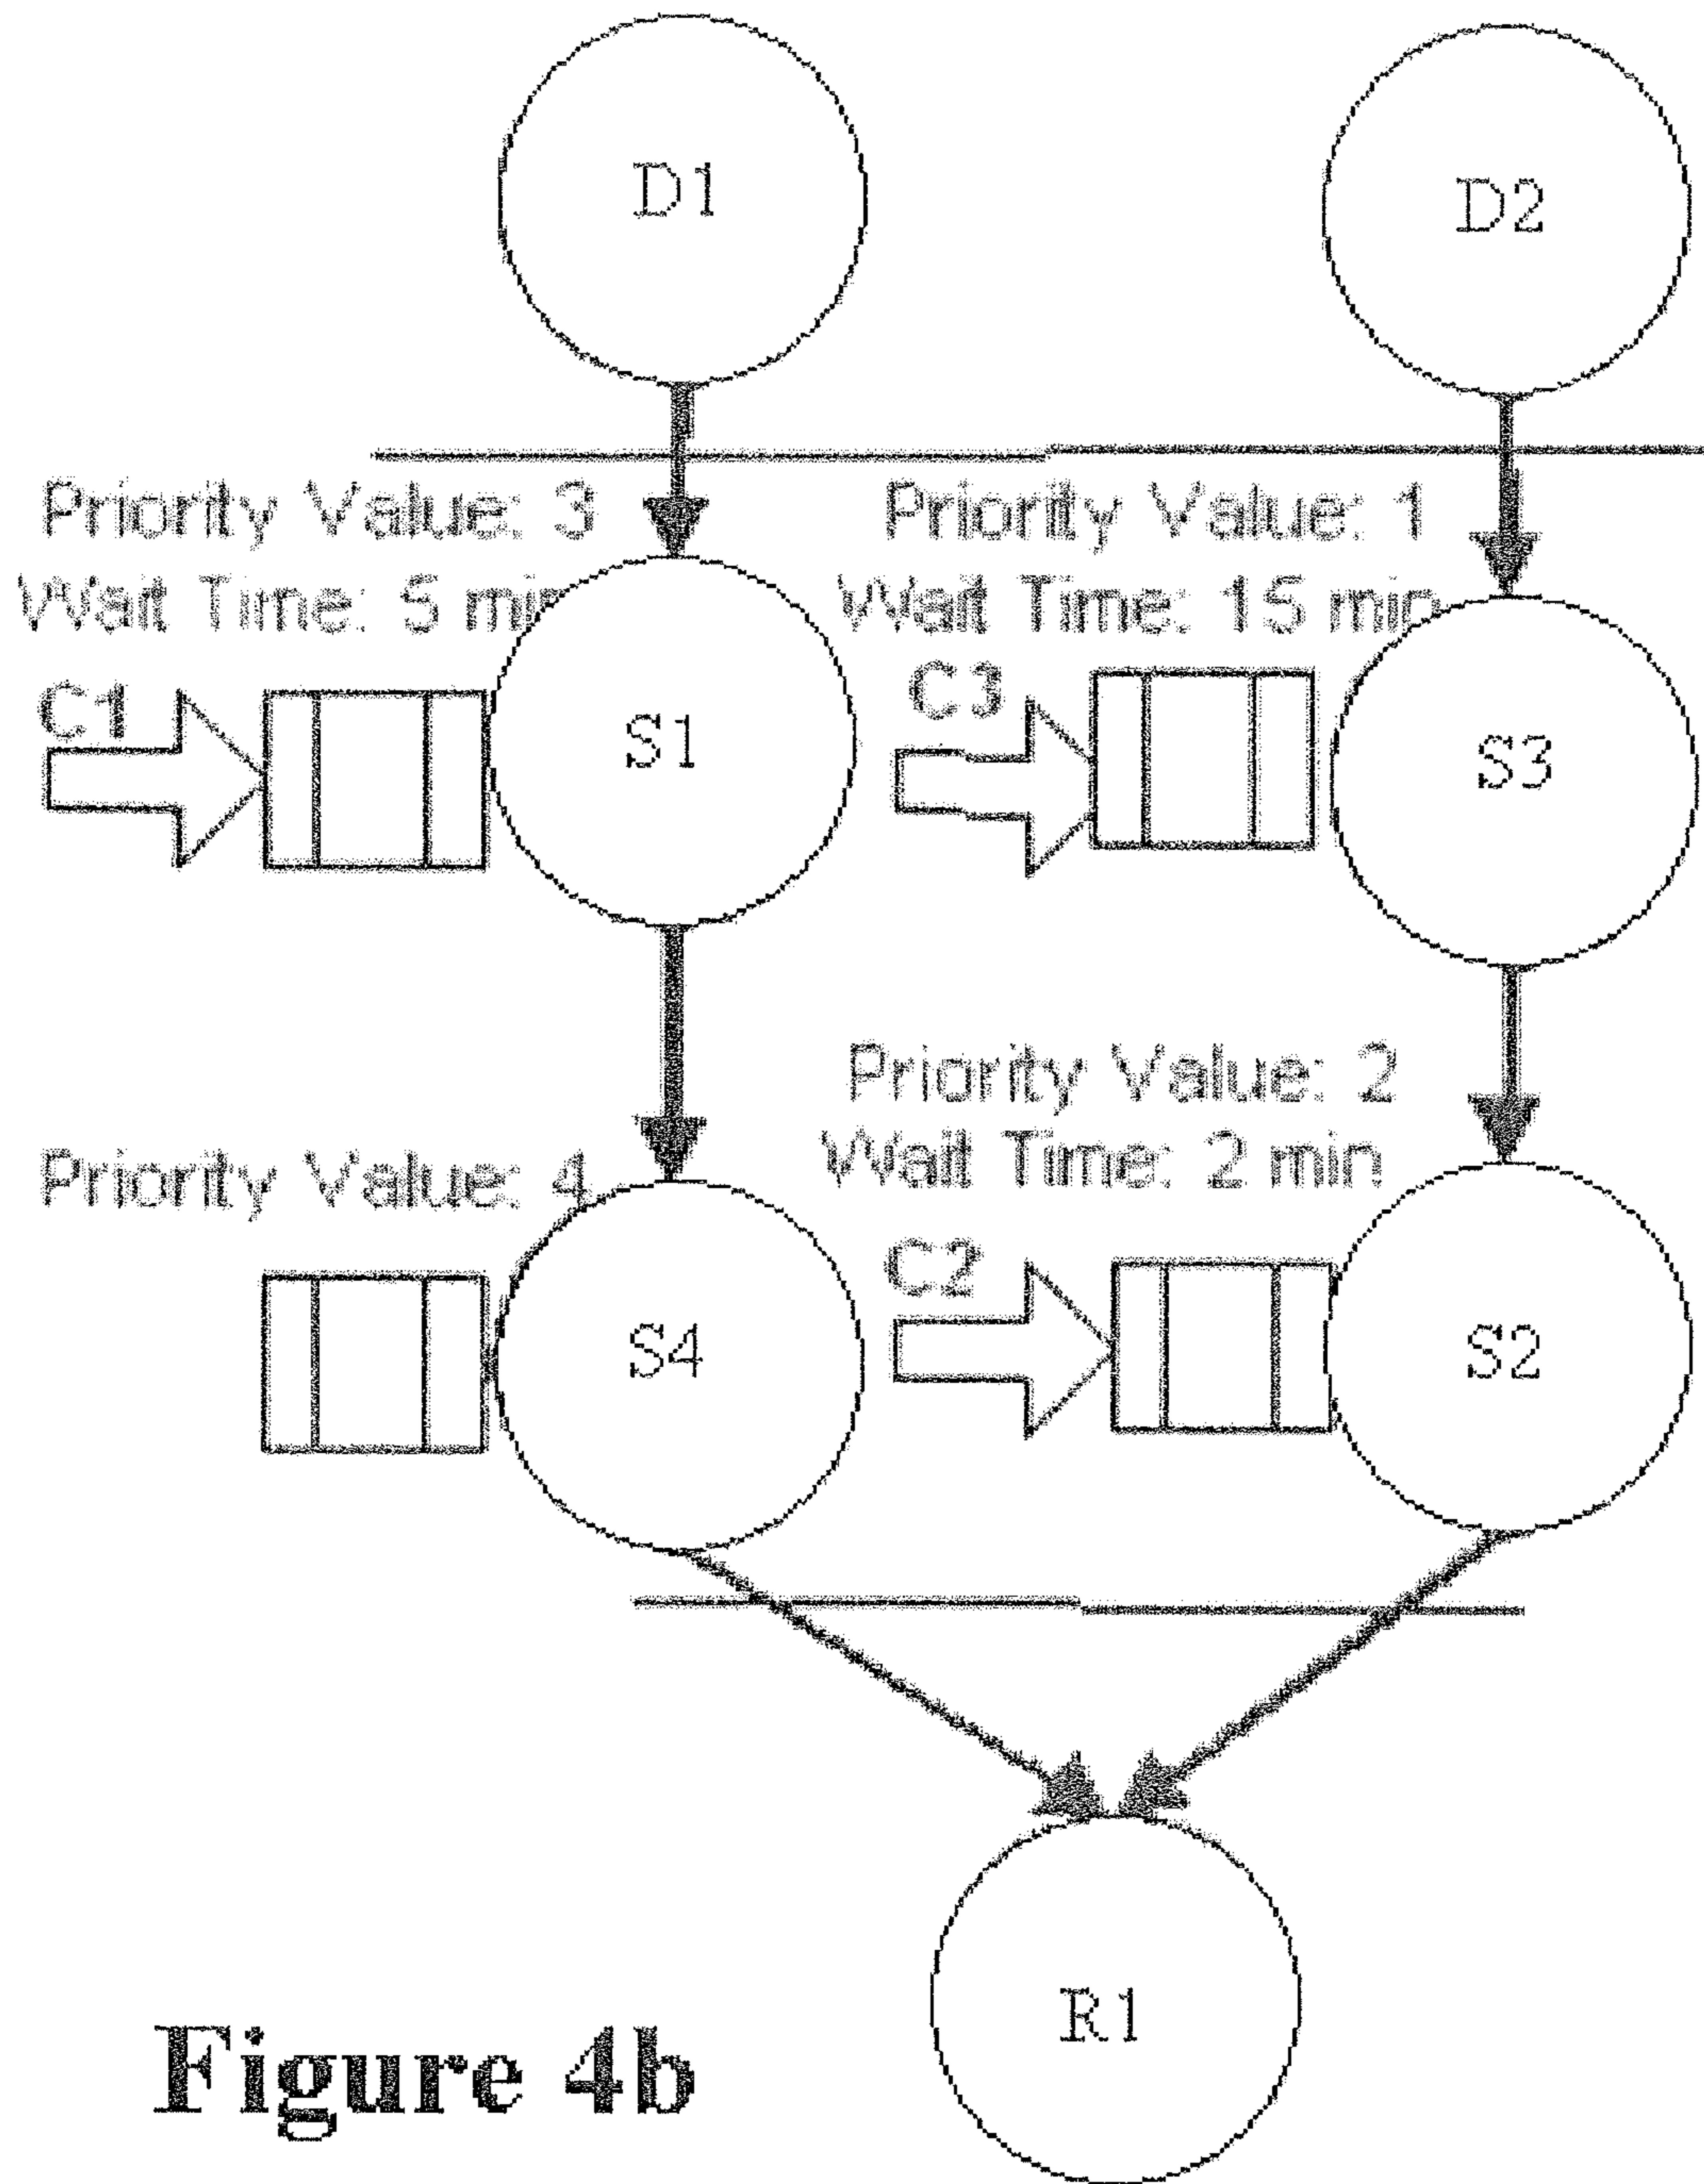 D1
D2
Priority Value: 3
Wait Time: 5 min
Priority Value: 1
Wait Time: 15 min
C1
S1
C3
S3
Priority Value: 4
Priority Value: 2
Wait Time: 2 min
S4
C2
S2
R1
Figure 4b